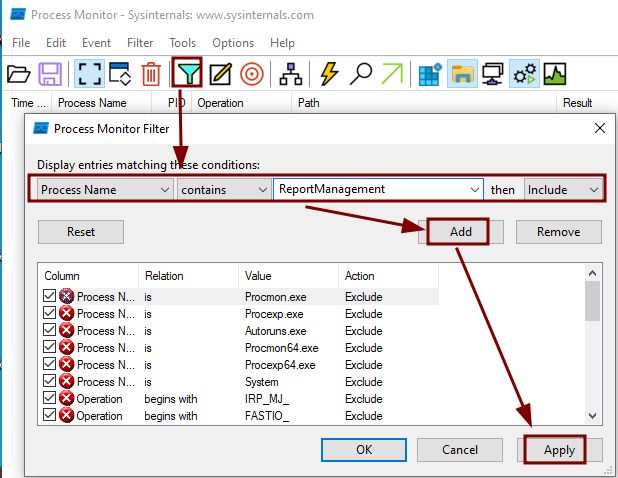 Process Monitor - Sysinternals: www.sysinternals.com
File Edit Event Filter Tools Options Help
Time ... Process Name PID Operation Path Result
Process Monitor Filter
Display entries matching these conditions:
Process Name contains ReportManagement then Include
Reset Add Remove
Column Relation Value Action
Process N... is Procmon.exe Exclude
Process N... is Procexp.exe Exclude
Process N... is Autoruns.exe Exclude
Process N... is Procmon64.exe Exclude
Process N... is Procexp64.exe Exclude
Process N... is System Exclude
Operation begins with IRP_MJ_ Exclude
Operation begins with FASTIO_ Exclude
OK Cancel Apply